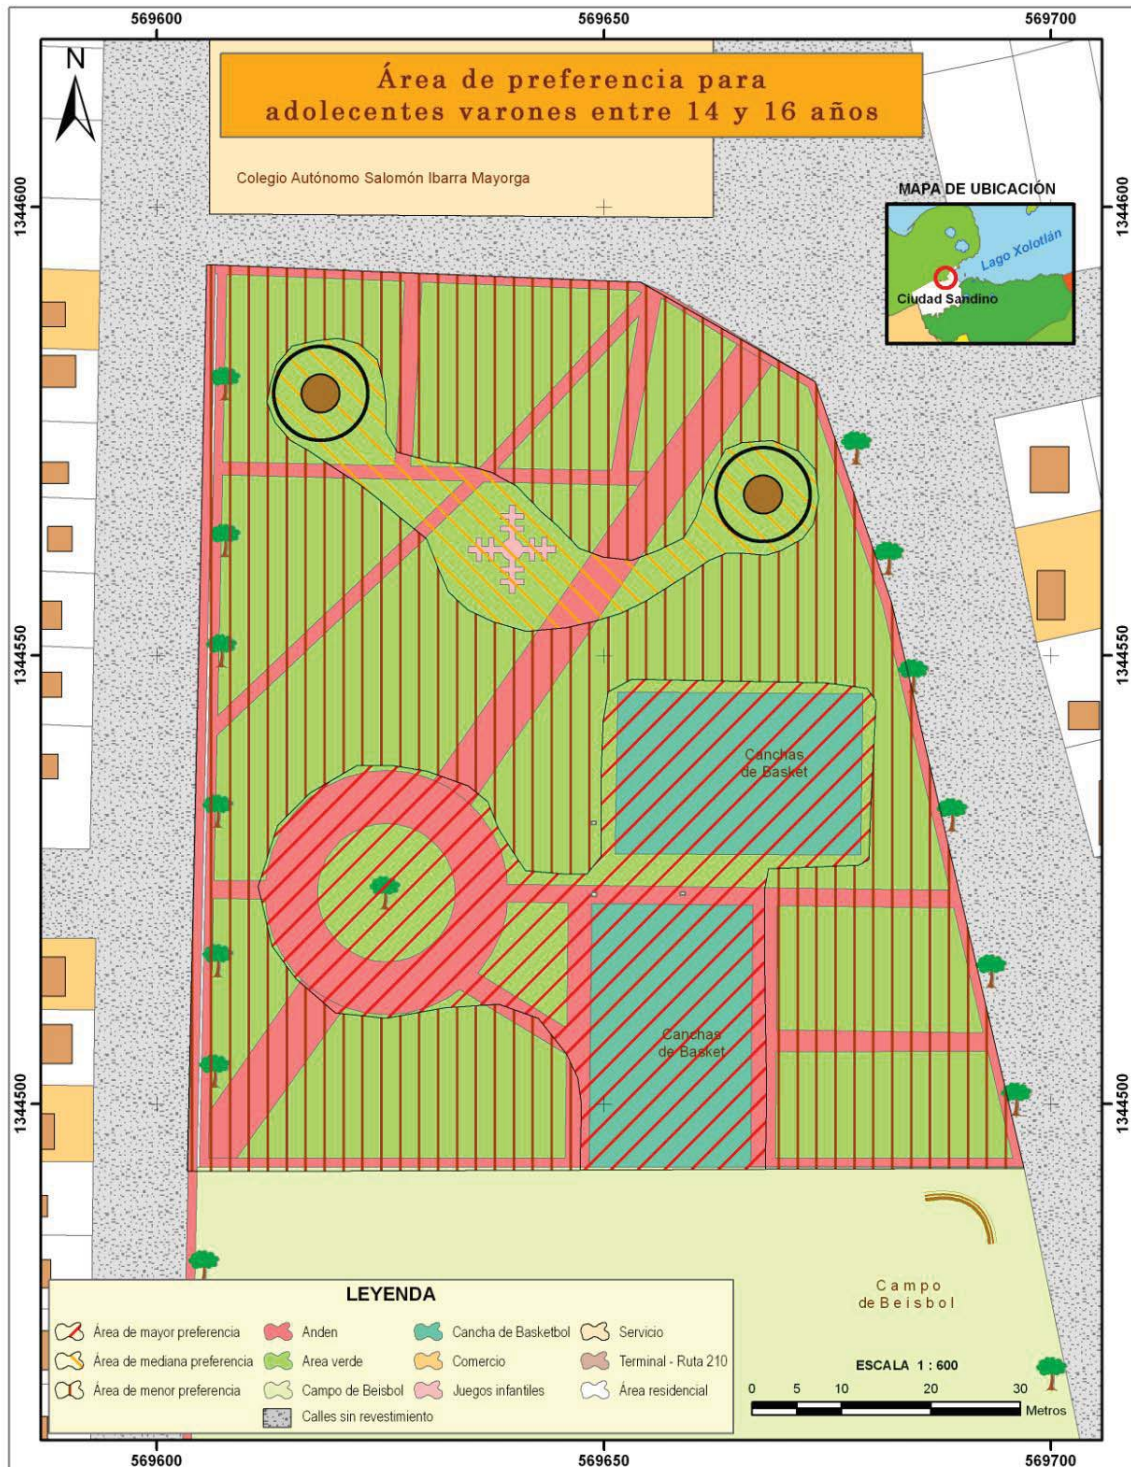 569600
569650
569700
N
Área de preferencia para
adolecentes varones entre 14 y 16 años
Colegio Autónomo Salomón Ibarra Mayorga
MAPA DE UBICACIÓN
Lago Xolotlán
Ciudad Sandino
1344600
1344600
1344550
1344550
Canchas
de Basket
Canchas
de Basket
1344500
1344500
Campo
de Beisbol
LEYENDA
Área de mayor preferencia
Anden
Cancha de Basketbol
Servicio
Área de mediana preferencia
Area verde
Comercio
Terminal - Ruta 210
Área de menor preferencia
Campo de Beisbol
Juegos infantiles
Área residencial
Calles sin revestimiento
ESCALA 1 : 600
0 5 10 20 30
Metros
569600
569650
569700